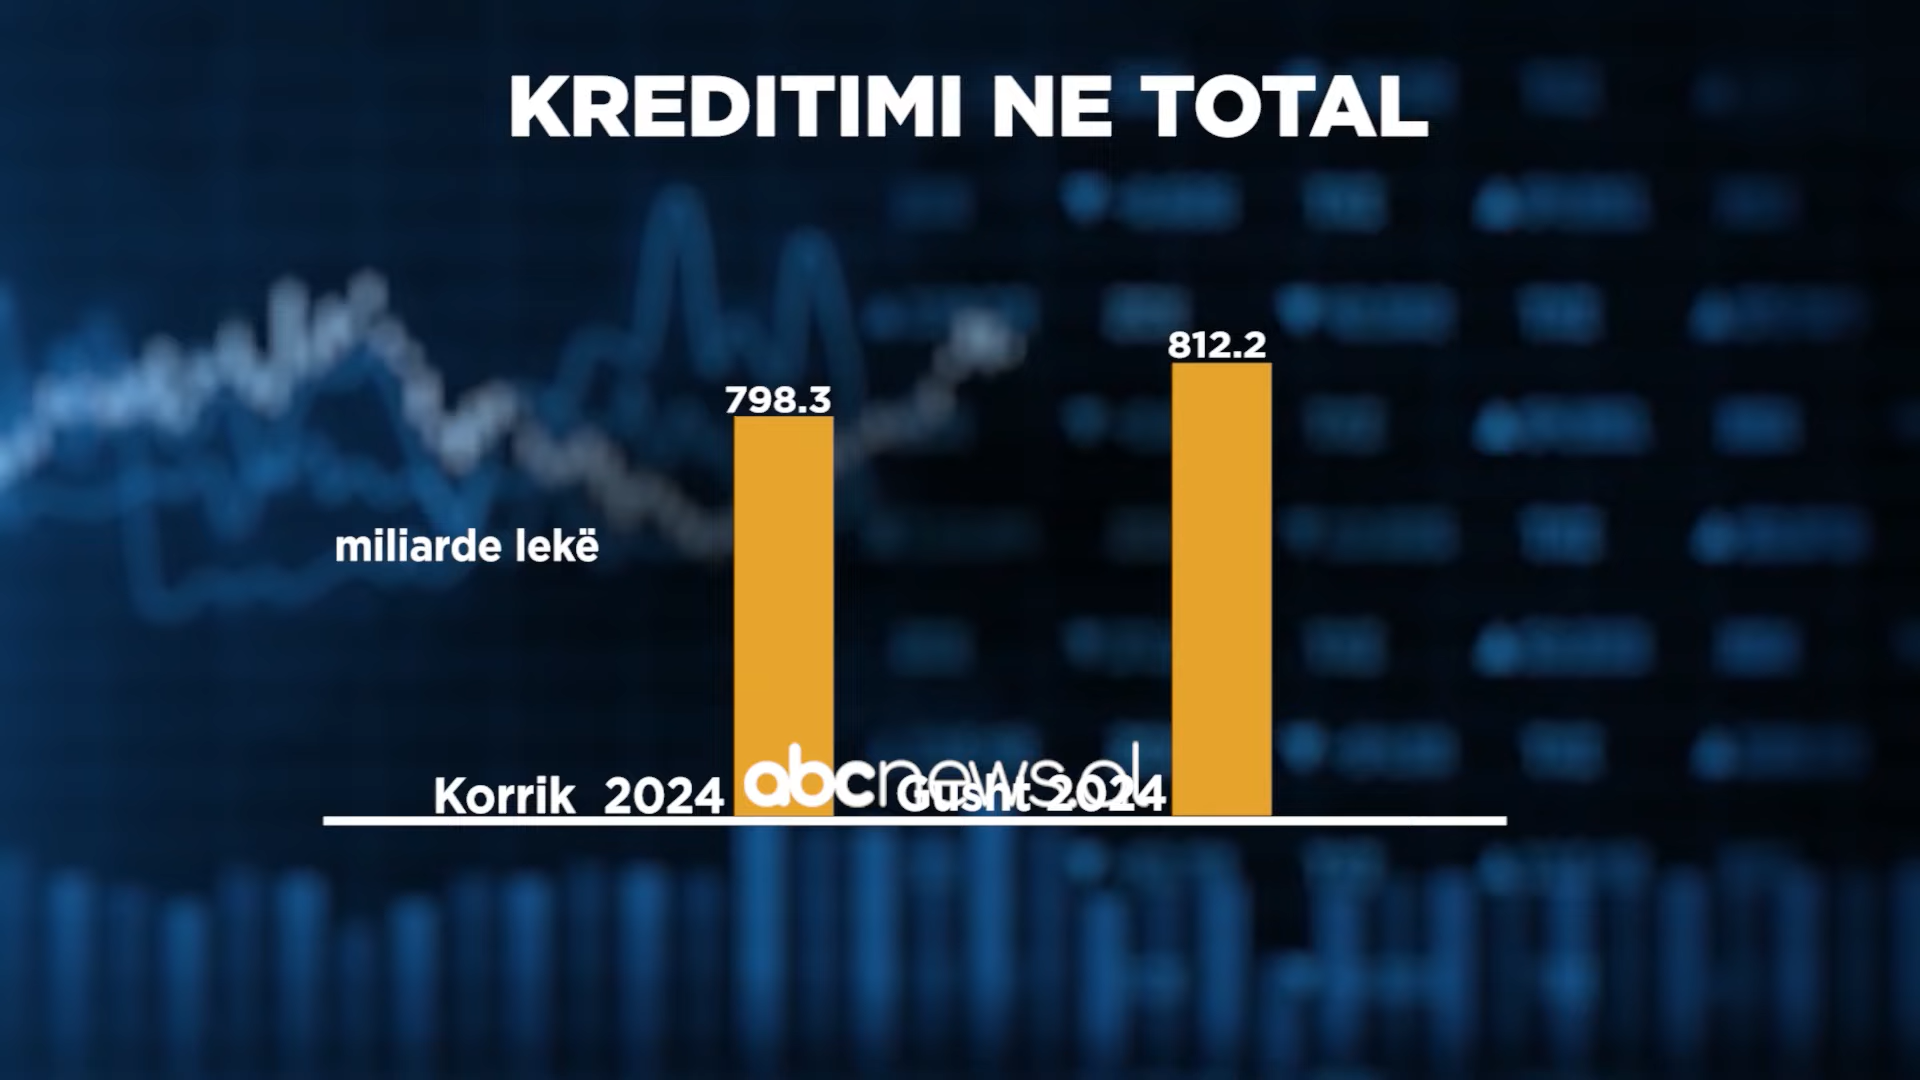 KREDITIMI NE TOTAL
812.2
798.3
miliarde lekë
Korrik 2024
Gusht 2024
abcnews.al